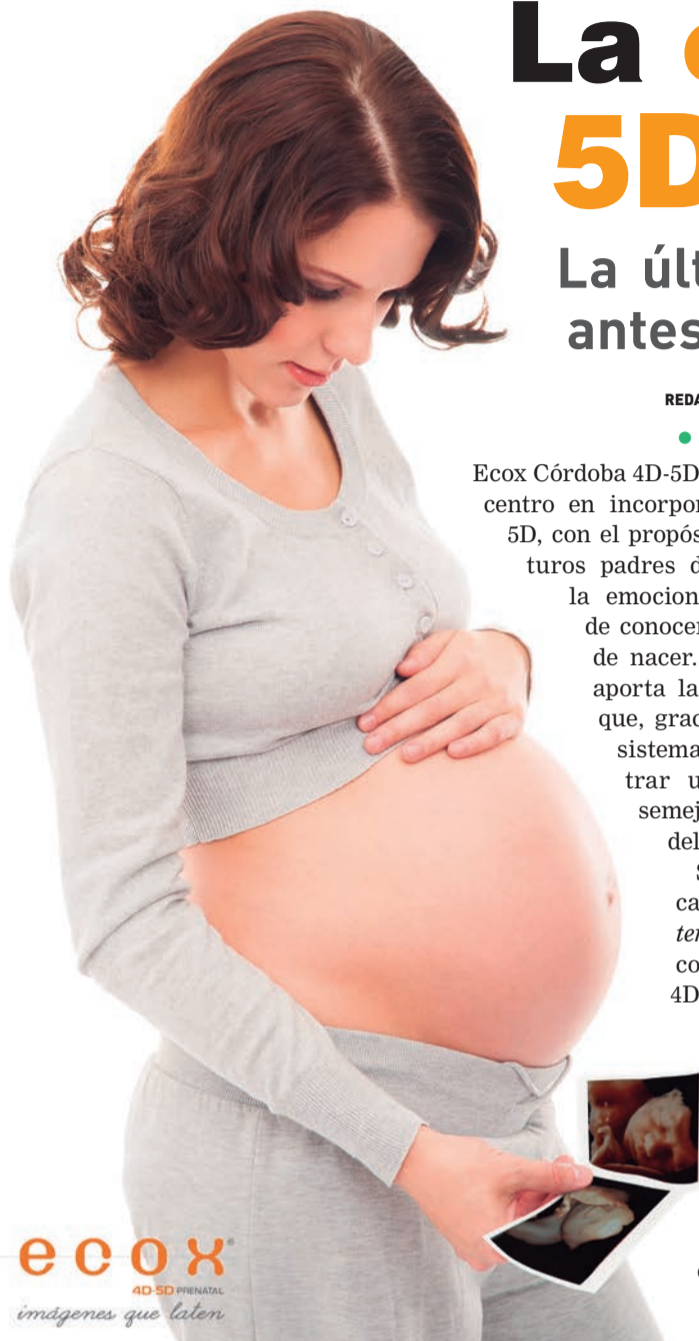 La
5D
La últ
antes
REDA
Ecox Córdoba 4D-5D
centro en incorpor
5D, con el propós
turos padres d
la emocion
de conocer
de nacer.
aporta la
que, grac
sistema
trar u
semej
del
S
ca
ter
co
4D
ecox®
4D-5D PRENATAL
imágenes que laten